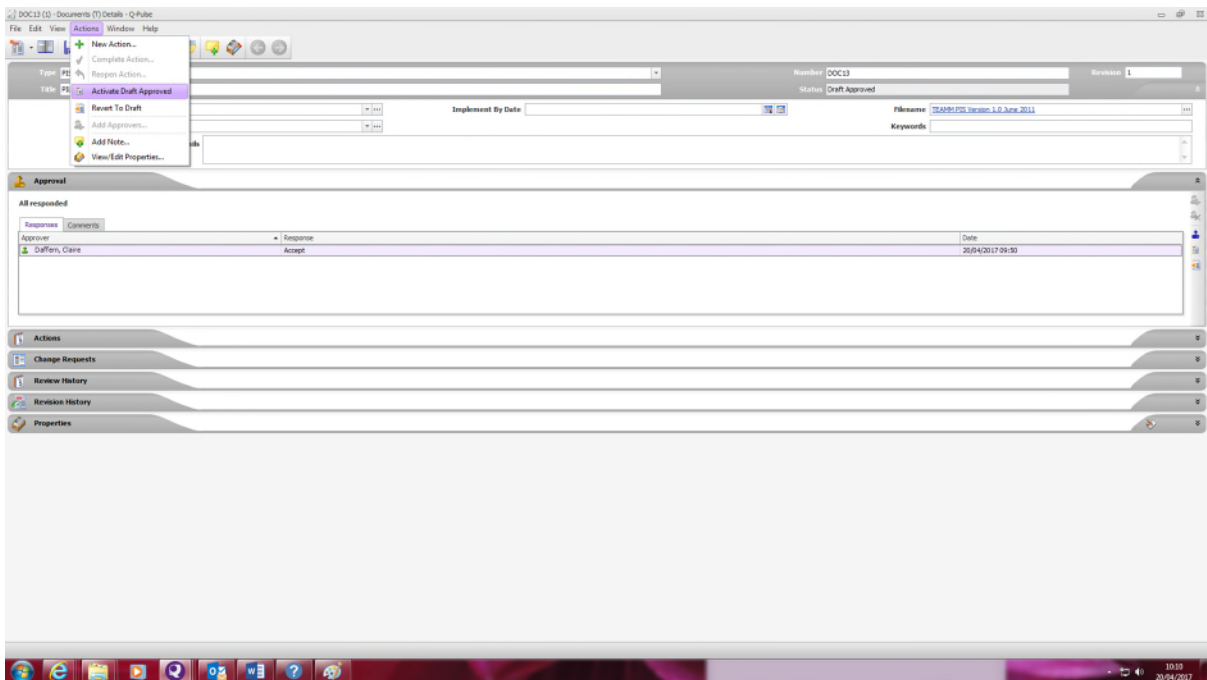 DOC13 (1) - Documents (T) Details - Q-Pulse
File Edit View Actions Window Help
New Action...
Complete Action...
Reopen Action...
Activate Draft Approved
Revert To Draft
Add Approvers...
Add Note...
View/Edit Properties...
Type Number DOC13 Revision 1
Title Status Draft Approved
Implement By Date Filename TEAMM PIS Version 1.0 June 2011
Keywords
Approval
All responded
Responses Comments
Approver Response Date
Daffern, Claire Accept 20/04/2017 09:50
Actions
Change Requests
Review History
Revision History
Properties
10:10
20/04/2017